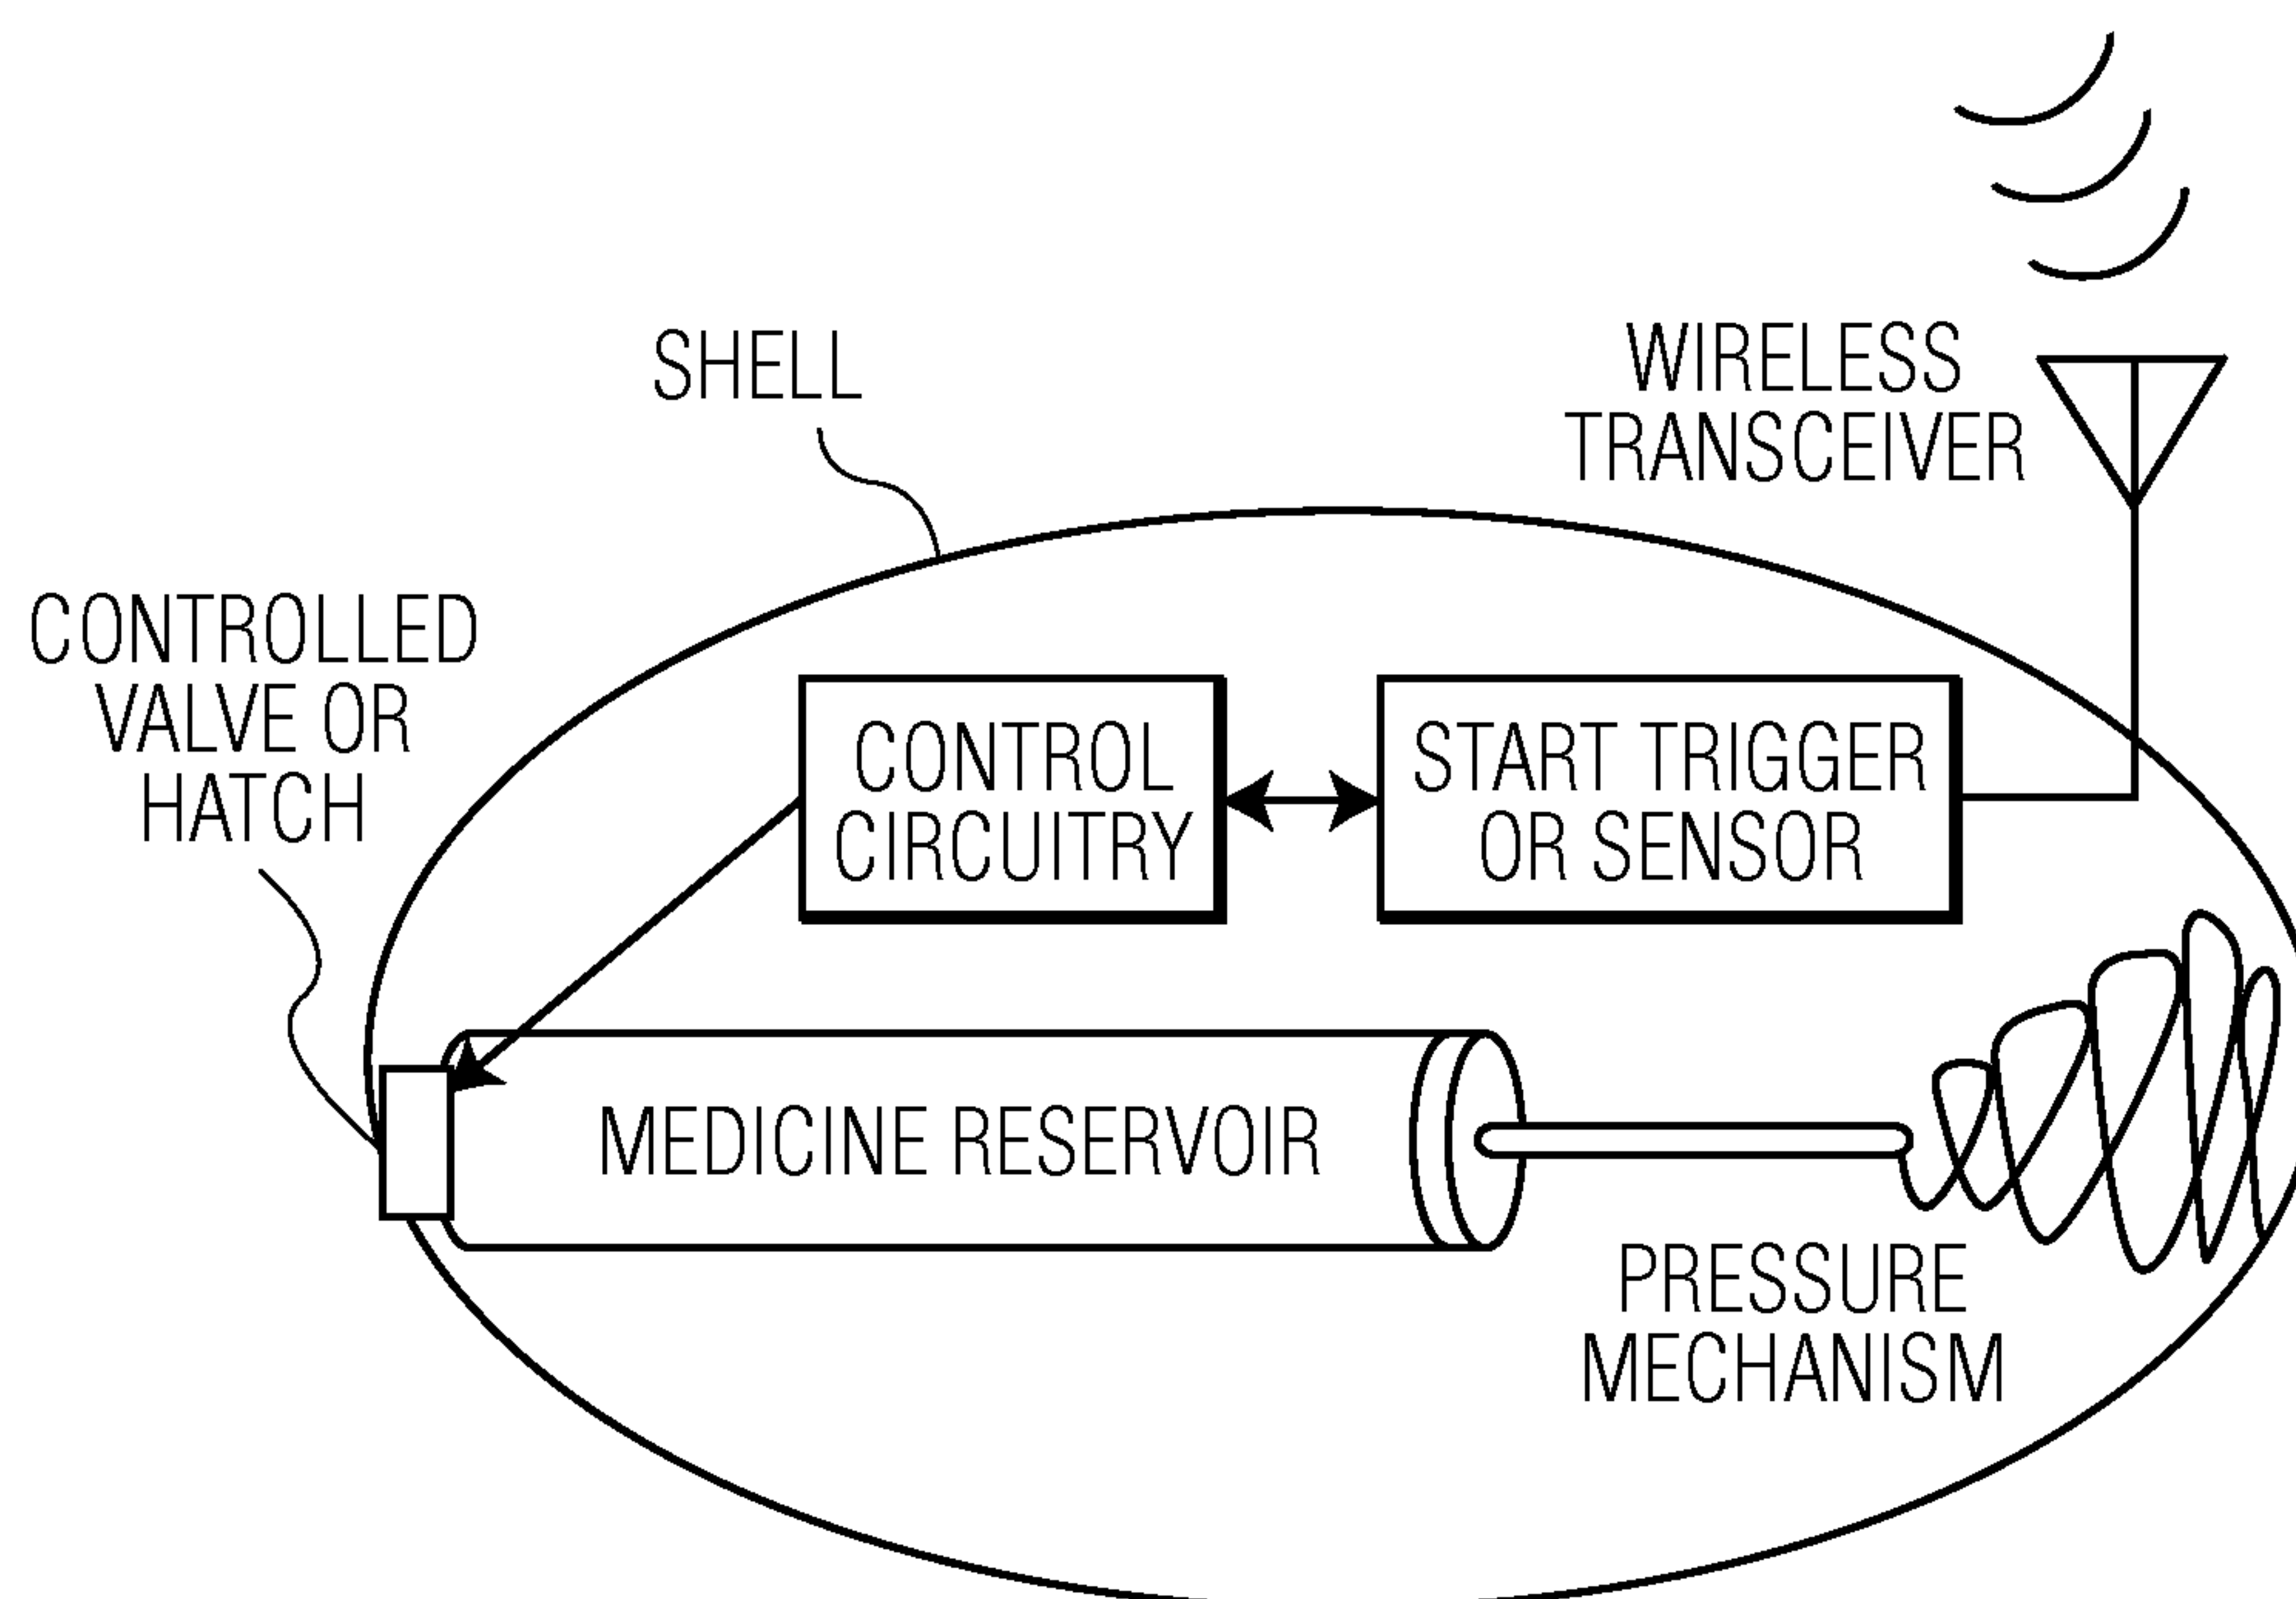 SHELL
WIRELESS
TRANSCEIVER
CONTROLLED
VALVE OR
HATCH
CONTROL
CIRCUITRY
START TRIGGER
OR SENSOR
MEDICINE RESERVOIR
PRESSURE
MECHANISM